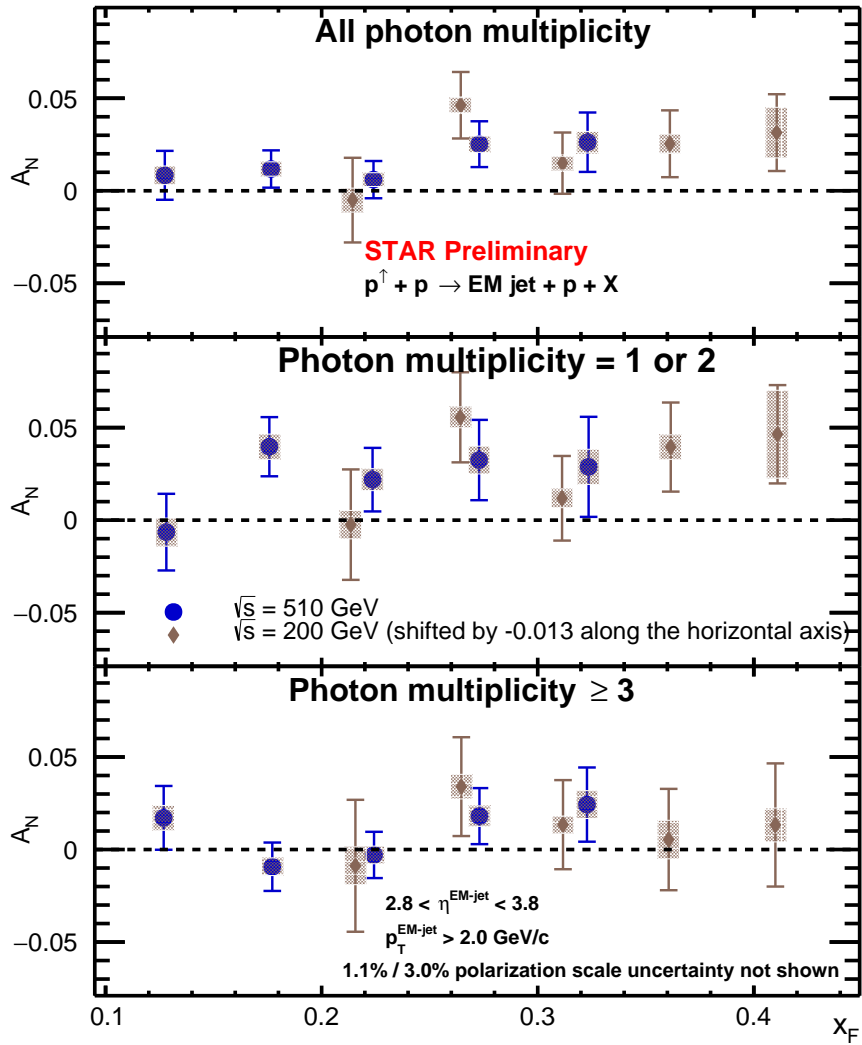 All photon multiplicity
0.05
0
−0.05
A_N
STAR Preliminary
p^↑ + p → EM jet + p + X
Photon multiplicity = 1 or 2
0.05
0
−0.05
A_N
√s = 510 GeV
√s = 200 GeV (shifted by -0.013 along the horizontal axis)
Photon multiplicity ≥ 3
0.05
0
−0.05
A_N
2.8 < η^EM-jet < 3.8
p_T^EM-jet > 2.0 GeV/c
1.1% / 3.0% polarization scale uncertainty not shown
0.1 0.2 0.3 0.4 x_F